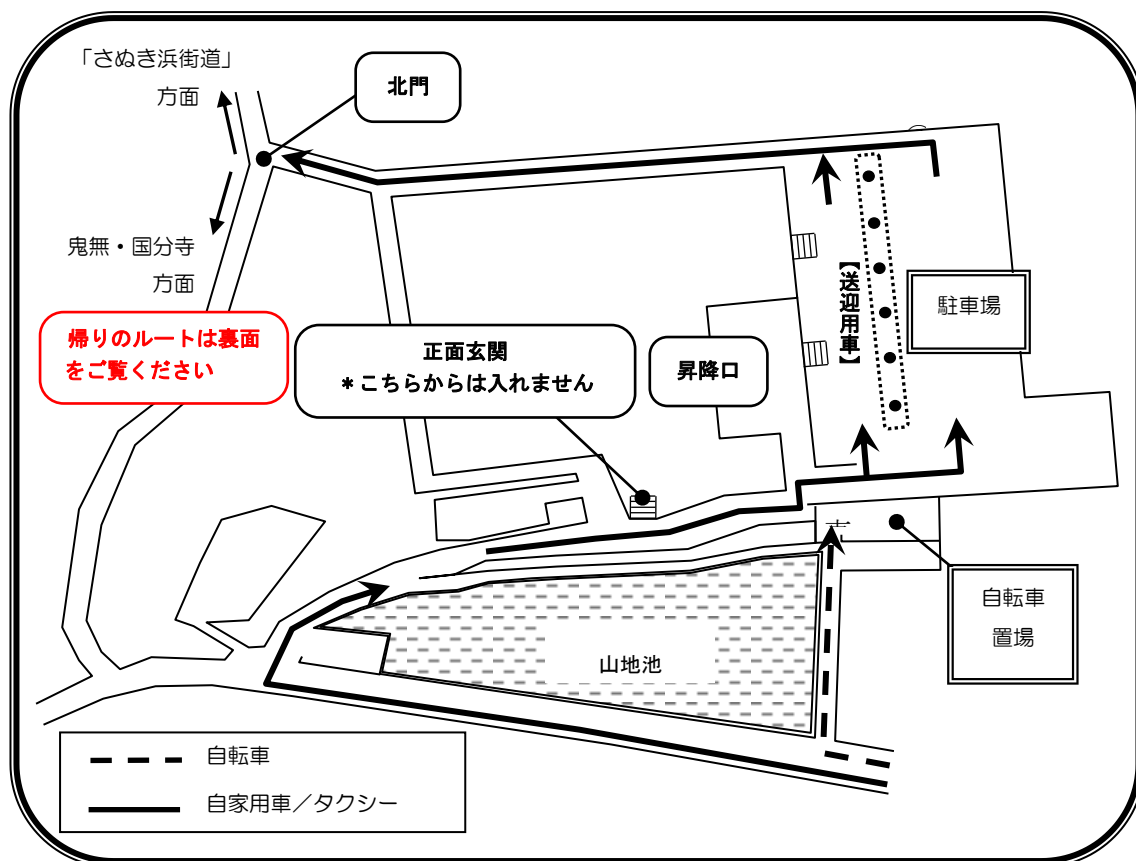 「さぬき浜街道」
方面
北門
鬼無・国分寺
方面
帰りのルートは裏面
をご覧ください
正面玄関
＊こちらからは入れません
昇降口
【送迎用車】
駐車場
自転車
置場
山地池
自転車
自家用車／タクシー